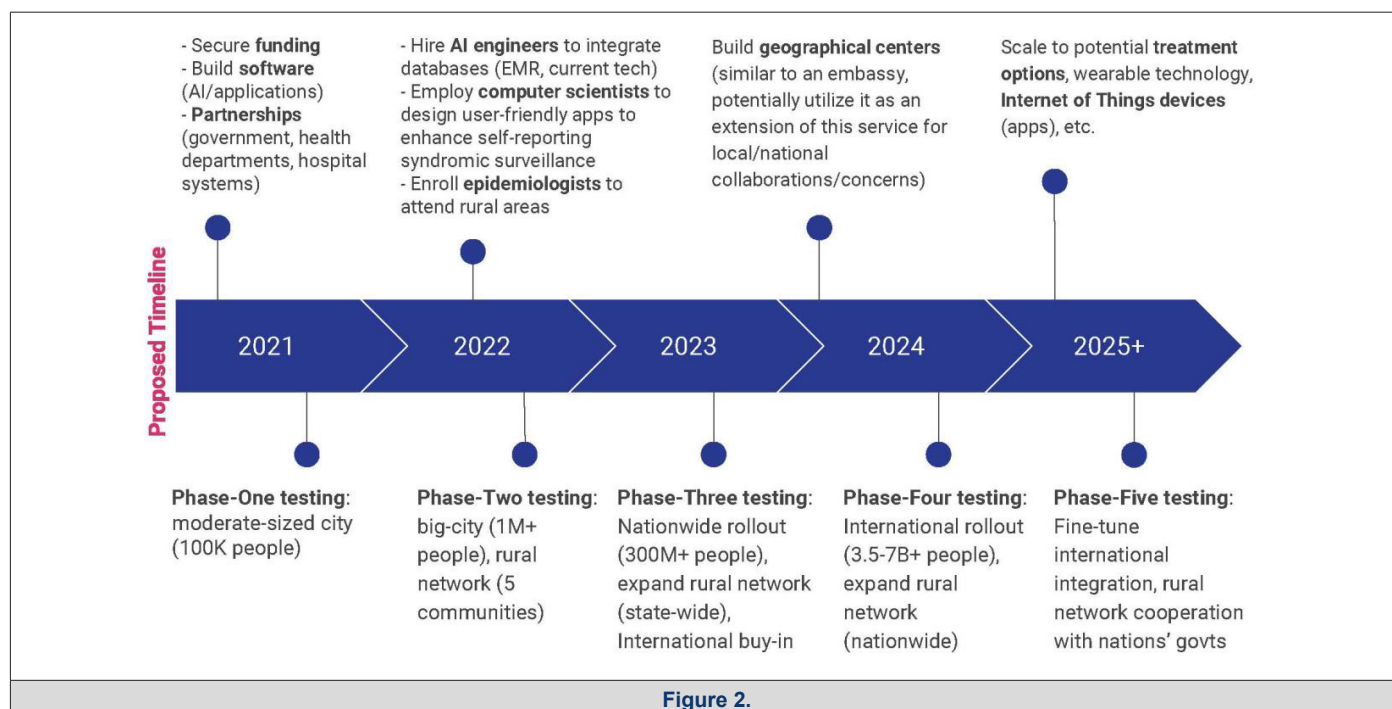 - Secure funding
- Build software
(AI/applications)
- Partnerships
(government, health
departments, hospital
systems)
- Hire AI engineers to integrate
databases (EMR, current tech)
- Employ computer scientists to
design user-friendly apps to
enhance self-reporting
syndromic surveillance
- Enroll epidemiologists to
attend rural areas
Build geographical centers
(similar to an embassy,
potentially utilize it as an
extension of this service for
local/national
collaborations/concerns)
Scale to potential treatment
options, wearable technology,
Internet of Things devices
(apps), etc.
Proposed Timeline
2021
2022
2023
2024
2025+
Phase-One testing:
moderate-sized city
(100K people)
Phase-Two testing:
big-city (1M+
people), rural
network (5
communities)
Phase-Three testing:
Nationwide rollout
(300M+ people),
expand rural network
(state-wide),
International buy-in
Phase-Four testing:
International rollout
(3.5-7B+ people),
expand rural
network
(nationwide)
Phase-Five testing:
Fine-tune
international
integration, rural
network cooperation
with nations' govts
Figure 2.